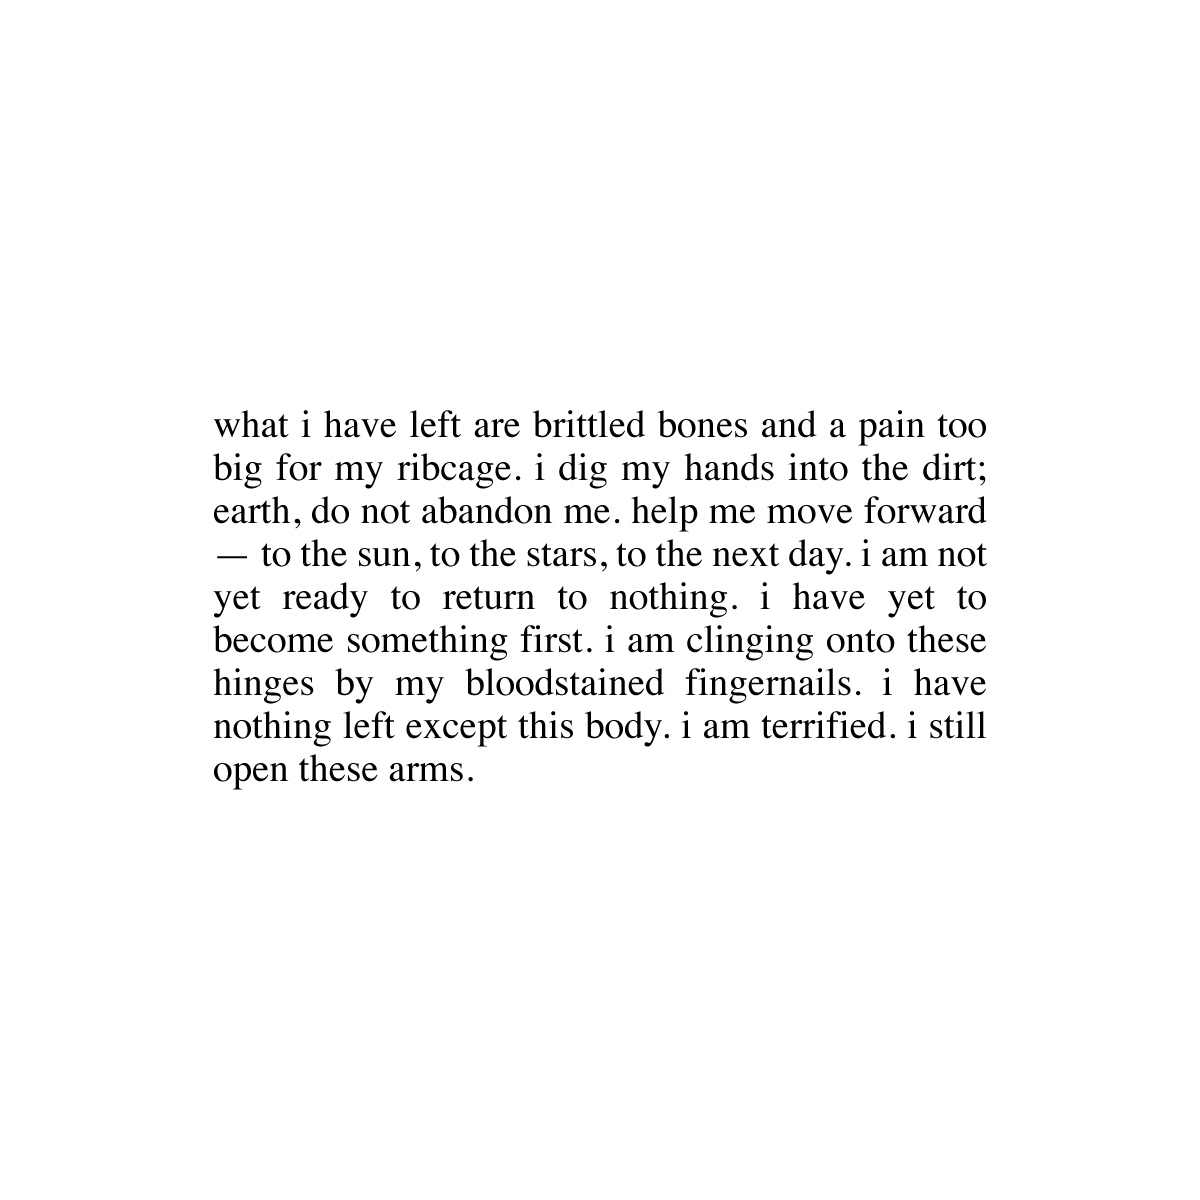 what i have left are brittled bones and a pain too
big for my ribcage. i dig my hands into the dirt;
earth, do not abandon me. help me move forward
— to the sun, to the stars, to the next day. i am not
yet ready to return to nothing. i have yet to
become something first. i am clinging onto these
hinges by my bloodstained fingernails. i have
nothing left except this body. i am terrified. i still
open these arms.